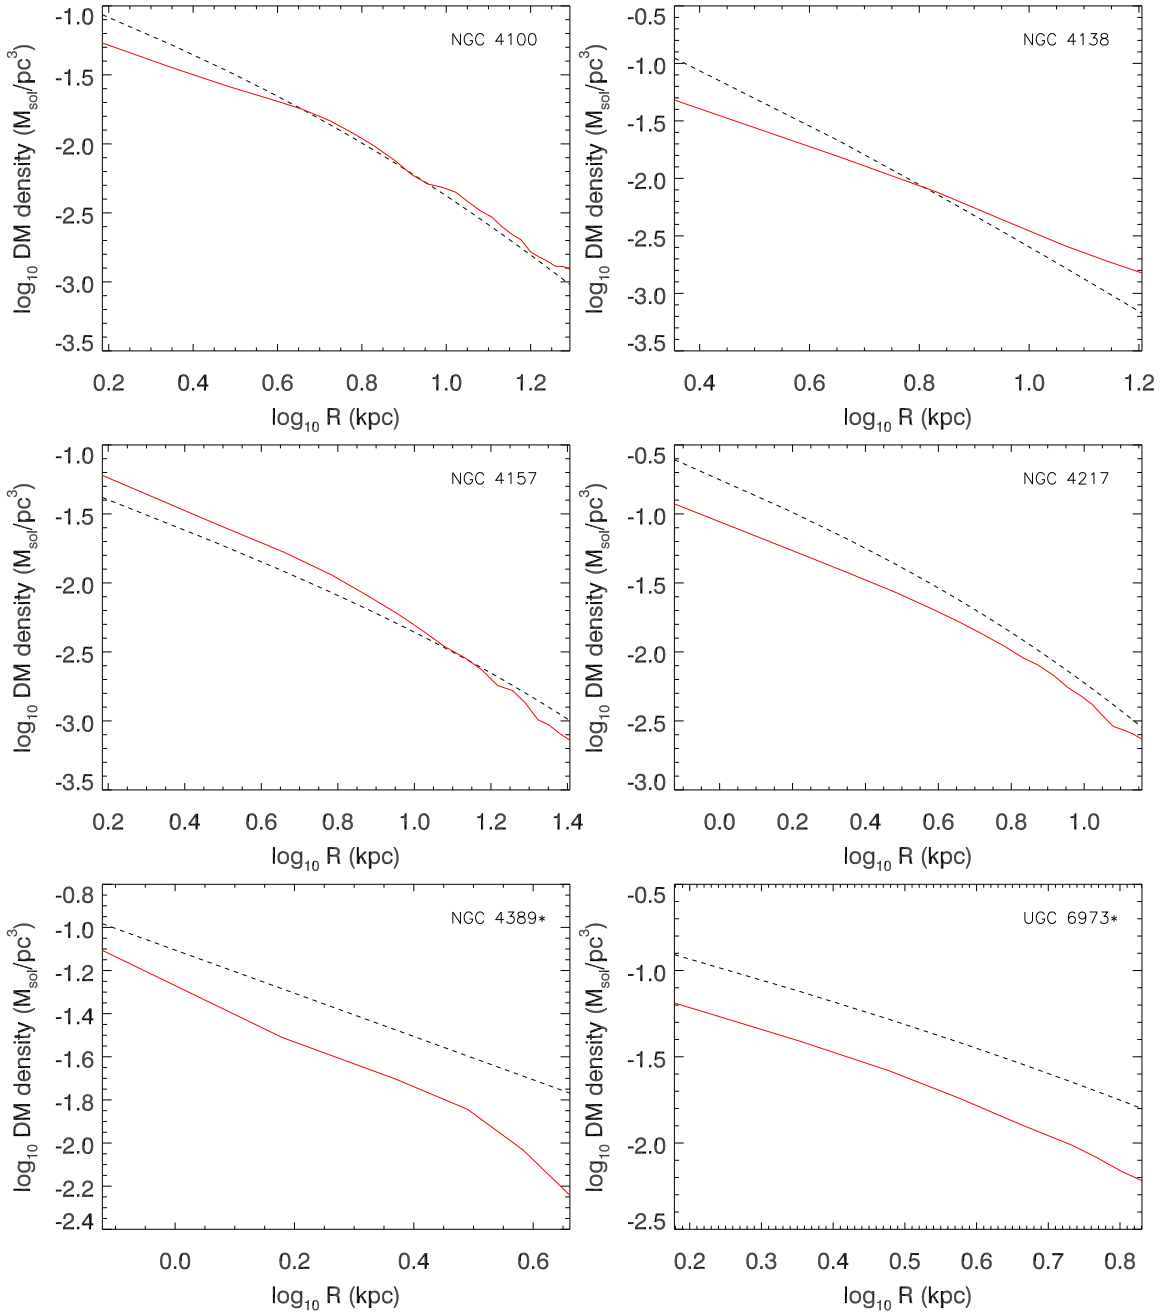 log₁₀ DM density (M_sol/pc³)
-1.0
-1.5
-2.0
-2.5
-3.0
-3.5
NGC 4100
0.2 0.4 0.6 0.8 1.0 1.2
log₁₀ R (kpc)
log₁₀ DM density (M_sol/pc³)
-0.5
-1.0
-1.5
-2.0
-2.5
-3.0
-3.5
NGC 4138
0.4 0.6 0.8 1.0 1.2
log₁₀ R (kpc)
log₁₀ DM density (M_sol/pc³)
-1.0
-1.5
-2.0
-2.5
-3.0
-3.5
NGC 4157
0.2 0.4 0.6 0.8 1.0 1.2 1.4
log₁₀ R (kpc)
log₁₀ DM density (M_sol/pc³)
-0.5
-1.0
-1.5
-2.0
-2.5
-3.0
NGC 4217
0.0 0.2 0.4 0.6 0.8 1.0
log₁₀ R (kpc)
log₁₀ DM density (M_sol/pc³)
-0.8
-1.0
-1.2
-1.4
-1.6
-1.8
-2.0
-2.2
-2.4
NGC 4389*
0.0 0.2 0.4 0.6
log₁₀ R (kpc)
log₁₀ DM density (M_sol/pc³)
-0.5
-1.0
-1.5
-2.0
-2.5
UGC 6973*
0.2 0.3 0.4 0.5 0.6 0.7 0.8
log₁₀ R (kpc)